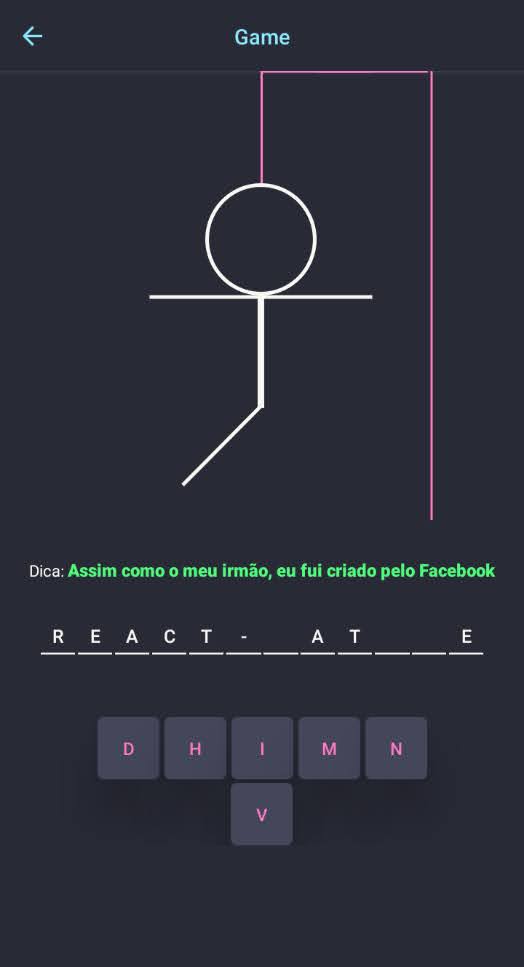 Game
Dica: Assim como o meu irmão, eu fui criado pelo Facebook
R E A C T - _ A T _ _ E
D H I M N
V